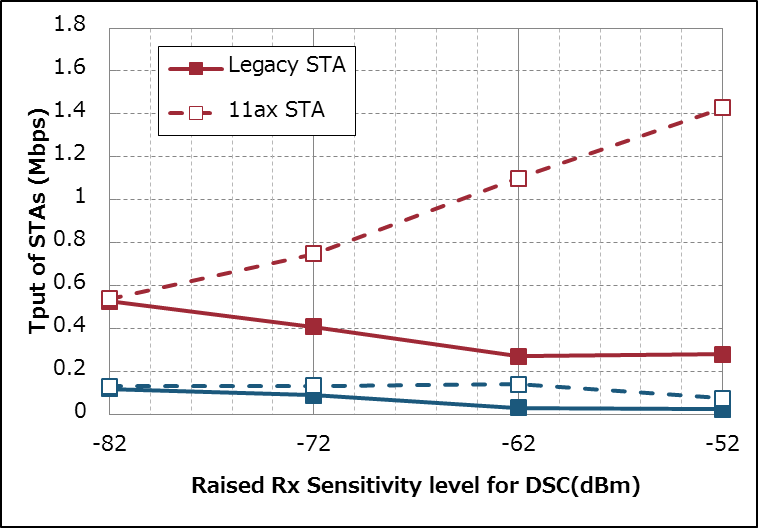 Tput of STAs (Mbps)
1.8
1.6
1.4
1.2
1
0.8
0.6
0.4
0.2
0
Legacy STA
11ax STA
-82 -72 -62 -52
Raised Rx Sensitivity level for DSC(dBm)